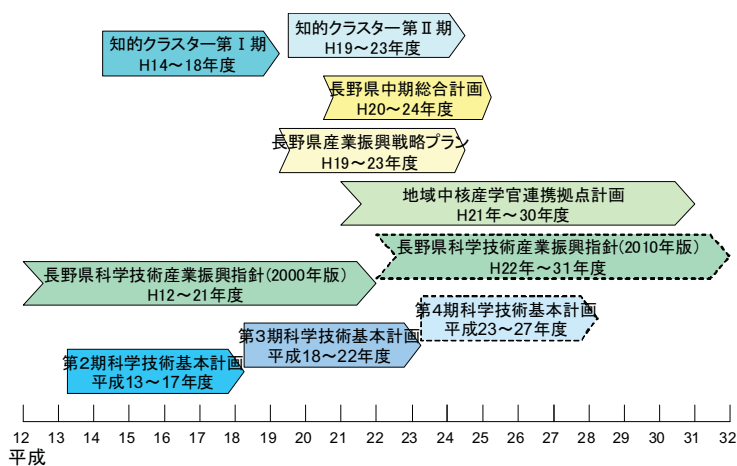 知的クラスター第Ⅰ期
H14～18年度
知的クラスター第Ⅱ期
H19～23年度
長野県中期総合計画
H20～24年度
長野県産業振興戦略プラン
H19～23年度
地域中核産学官連携拠点計画
H21年～30年度
長野県科学技術産業振興指針(2010年版)
H22年～31年度
長野県科学技術産業振興指針(2000年版)
H12～21年度
第4期科学技術基本計画
平成23～27年度
第3期科学技術基本計画
平成18～22年度
第2期科学技術基本計画
平成13～17年度
12 13 14 15 16 17 18 19 20 21 22 23 24 25 26 27 28 29 30 31 32
平成